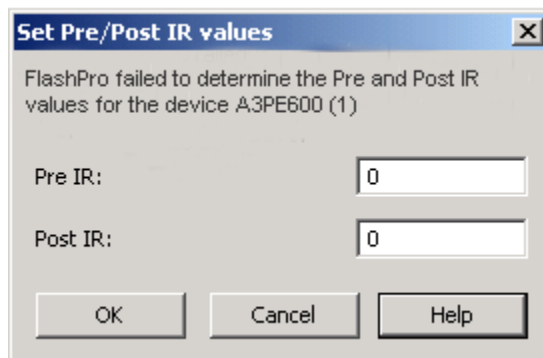 Set Pre/Post IR values
FlashPro failed to determine the Pre and Post IR
values for the device A3PE600 (1)
Pre IR: 0
Post IR: 0
OK Cancel Help